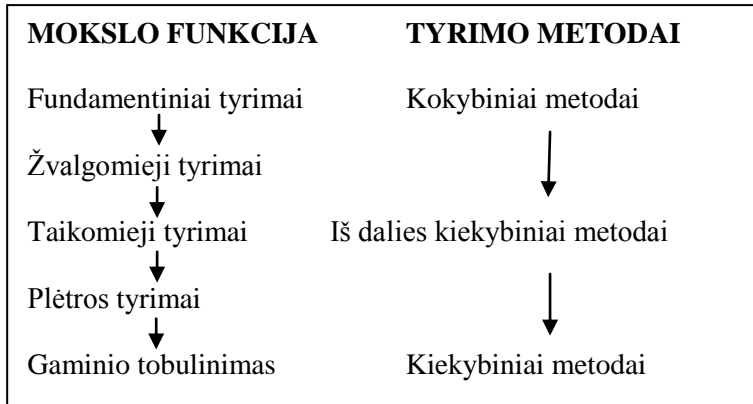 MOKSLO FUNKCIJA TYRIMO METODAI
Fundamentiniai tyrimai Kokybiniai metodai
Žvalgomieji tyrimai
Taikomieji tyrimai Iš dalies kiekybiniai metodai
Plėtros tyrimai
Gaminio tobulinimas Kiekybiniai metodai